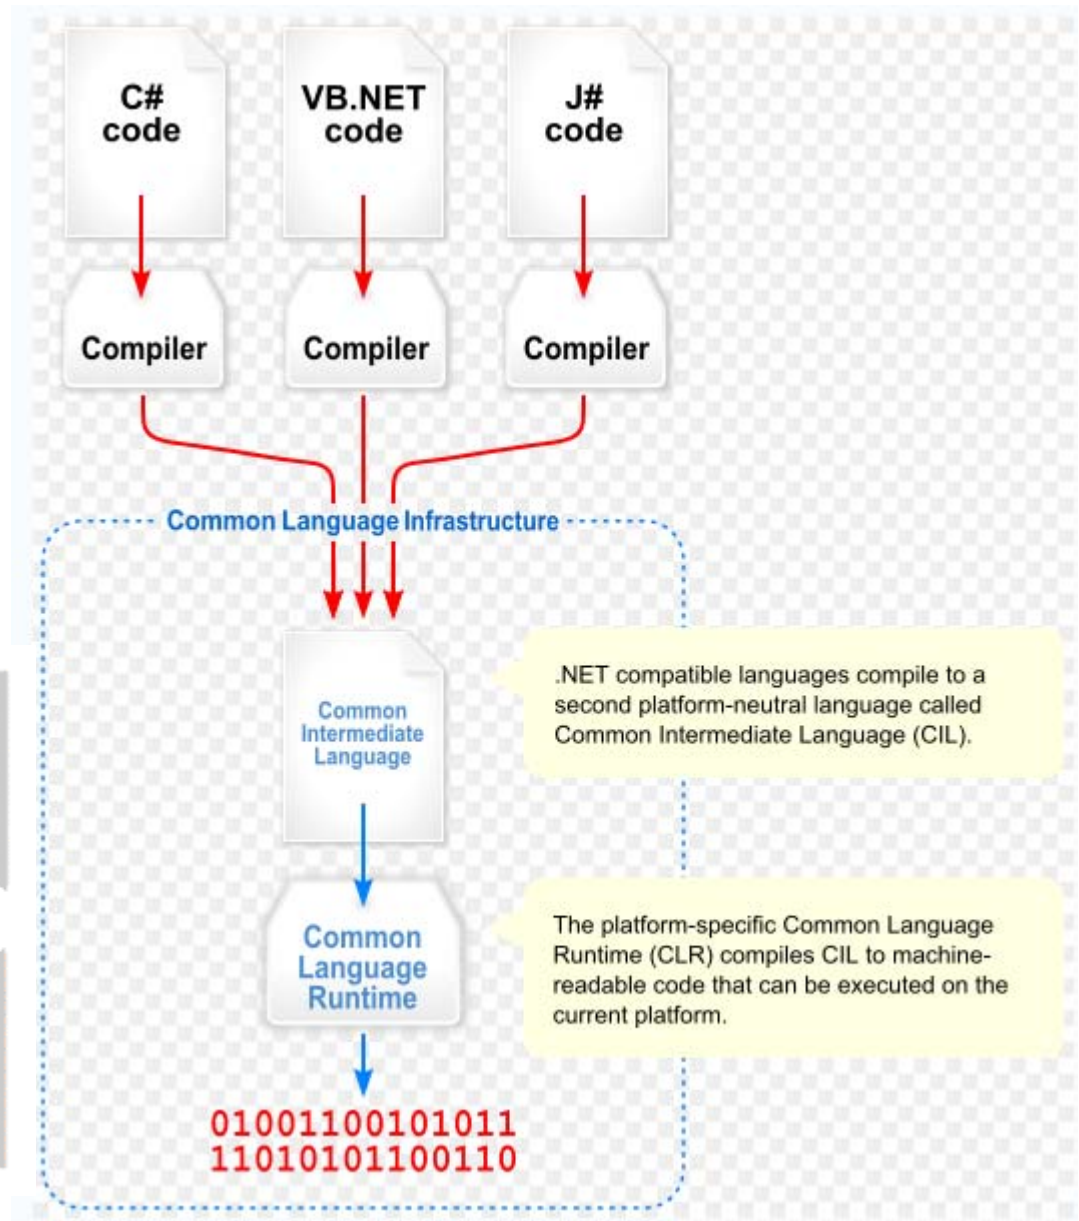 C#
code
VB.NET
code
J#
code
Compiler
Compiler
Compiler
Common Language Infrastructure
Common
Intermediate
Language
.NET compatible languages compile to a
second platform-neutral language called
Common Intermediate Language (CIL).
Common
Language
Runtime
The platform-specific Common Language
Runtime (CLR) compiles CIL to machine-
readable code that can be executed on the
current platform.
01001100101011
11010101100110